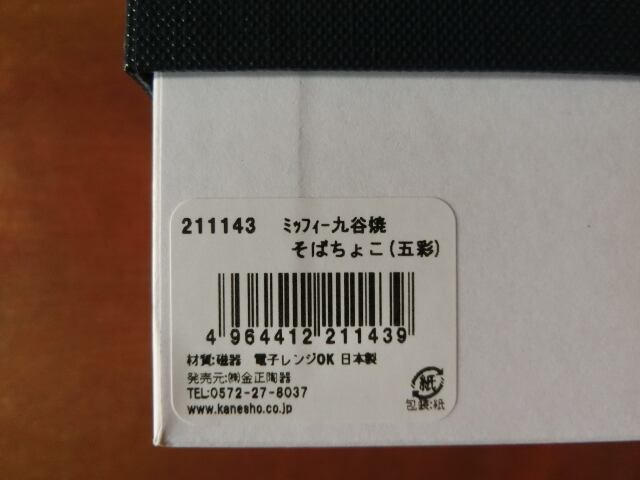 211143 ミッフィー九谷焼
そばちょこ(五彩)
4 964412 211439
材質:磁器 電子レンジOK 日本製
発売元:㈱金正陶器
TEL:0572-27-8037
www.kanesho.co.jp
紙
包装:紙